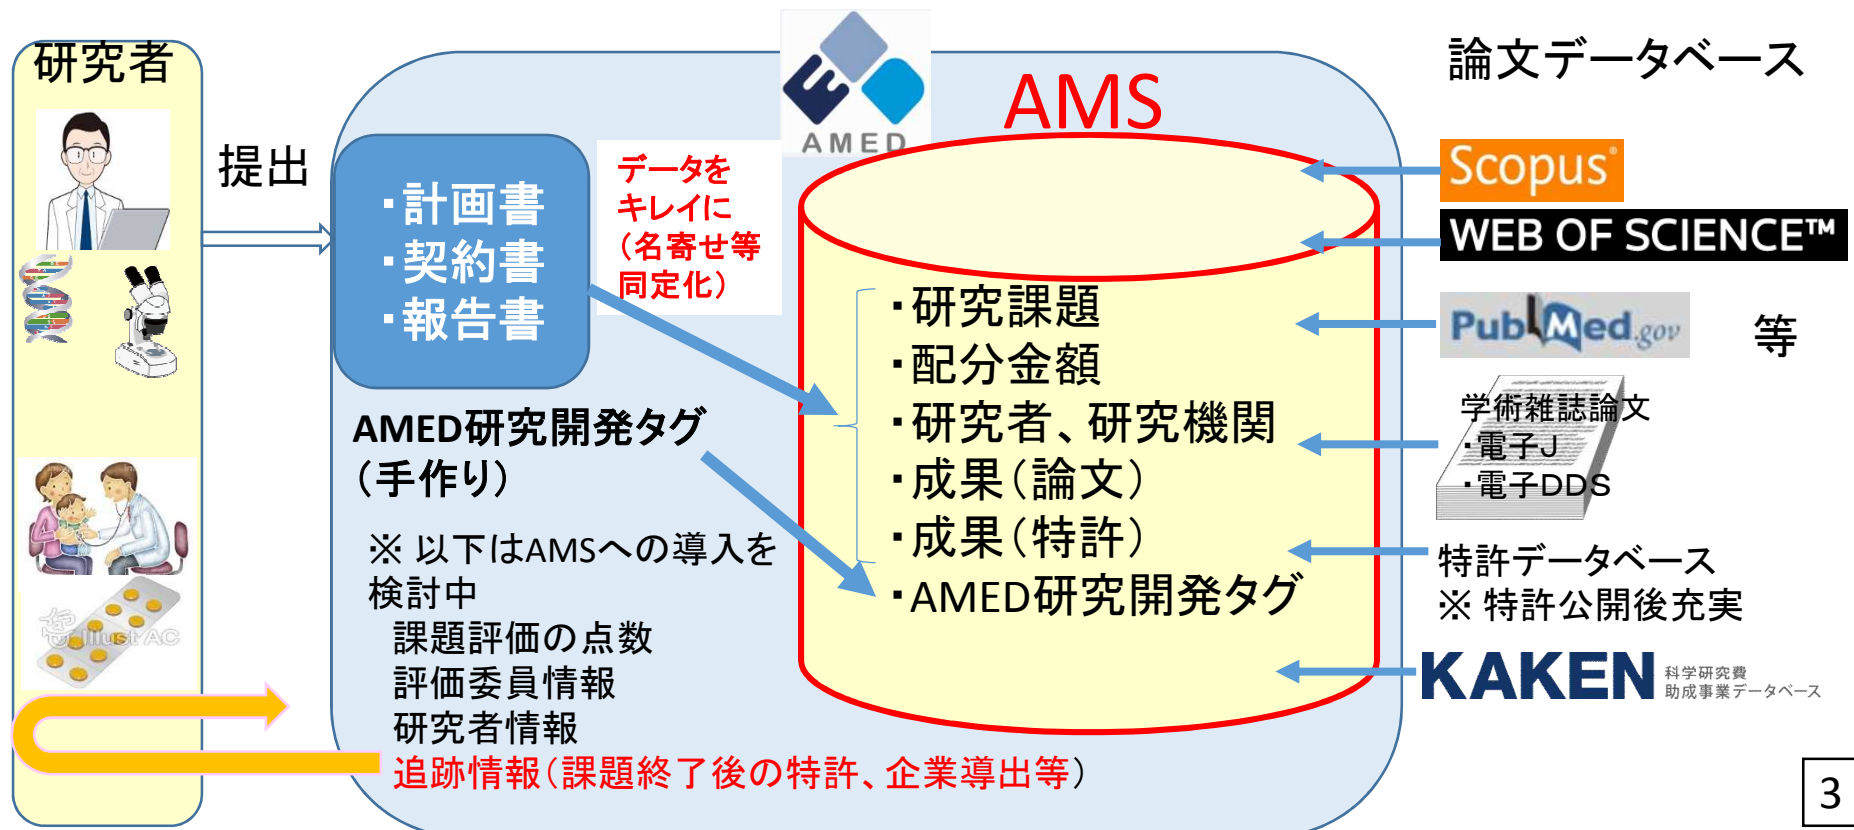 研究者
提出
・計画書
・契約書
・報告書
データを
キレイに
（名寄せ等
同定化）
AMED
AMS
・研究課題
・配分金額
・研究者、研究機関
・成果（論文）
・成果（特許）
・AMED研究開発タグ
AMED研究開発タグ
（手作り）
※ 以下はAMSへの導入を
検討中
課題評価の点数
評価委員情報
研究者情報
追跡情報（課題終了後の特許、企業導出等）
論文データベース
Scopus®
WEB OF SCIENCE™
PubMed.gov
等
学術雑誌論文
・電子J
・電子DDS
特許データベース
※ 特許公開後充実
KAKEN
科学研究費
助成事業データベース
3